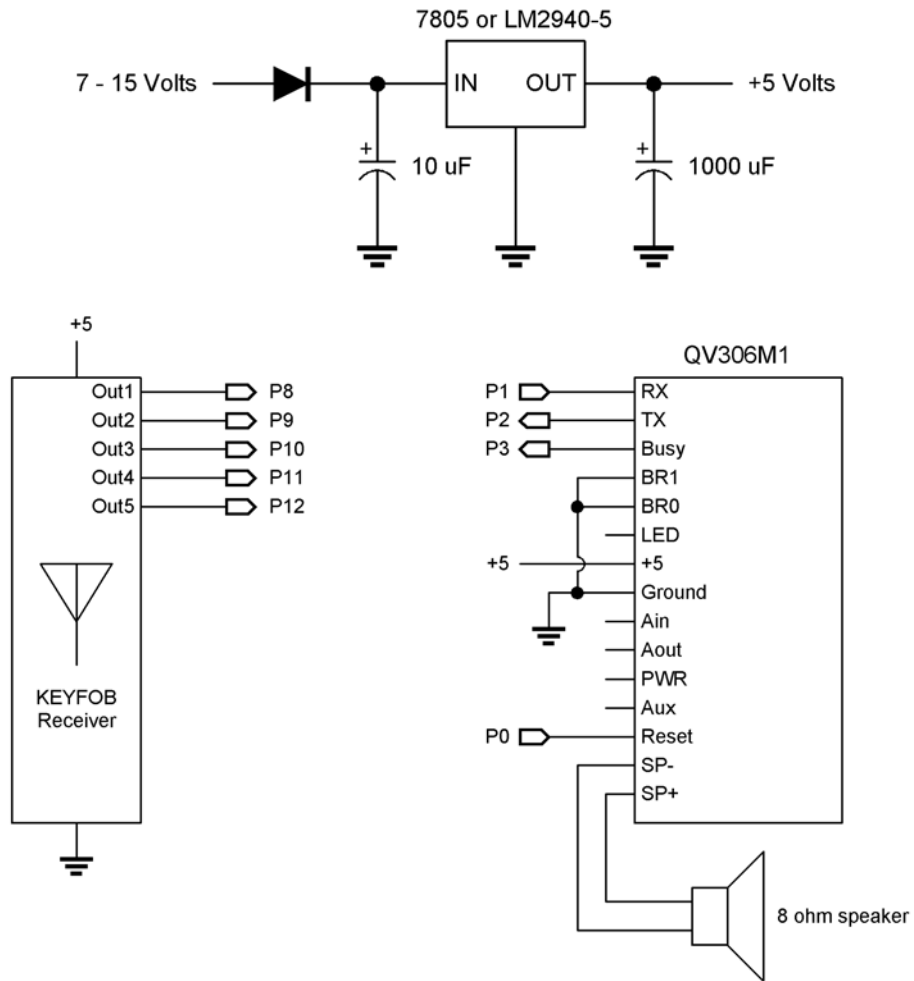 7805 or LM2940-5
7 - 15 Volts
IN
OUT
+5 Volts
+
10 uF
+
1000 uF
+5
Out1
P8
Out2
P9
Out3
P10
Out4
P11
Out5
P12
KEYFOB
Receiver
QV306M1
P1
RX
P2
TX
P3
Busy
BR1
BR0
LED
+5
+5
Ground
Ain
Aout
PWR
Aux
P0
Reset
SP-
SP+
8 ohm speaker